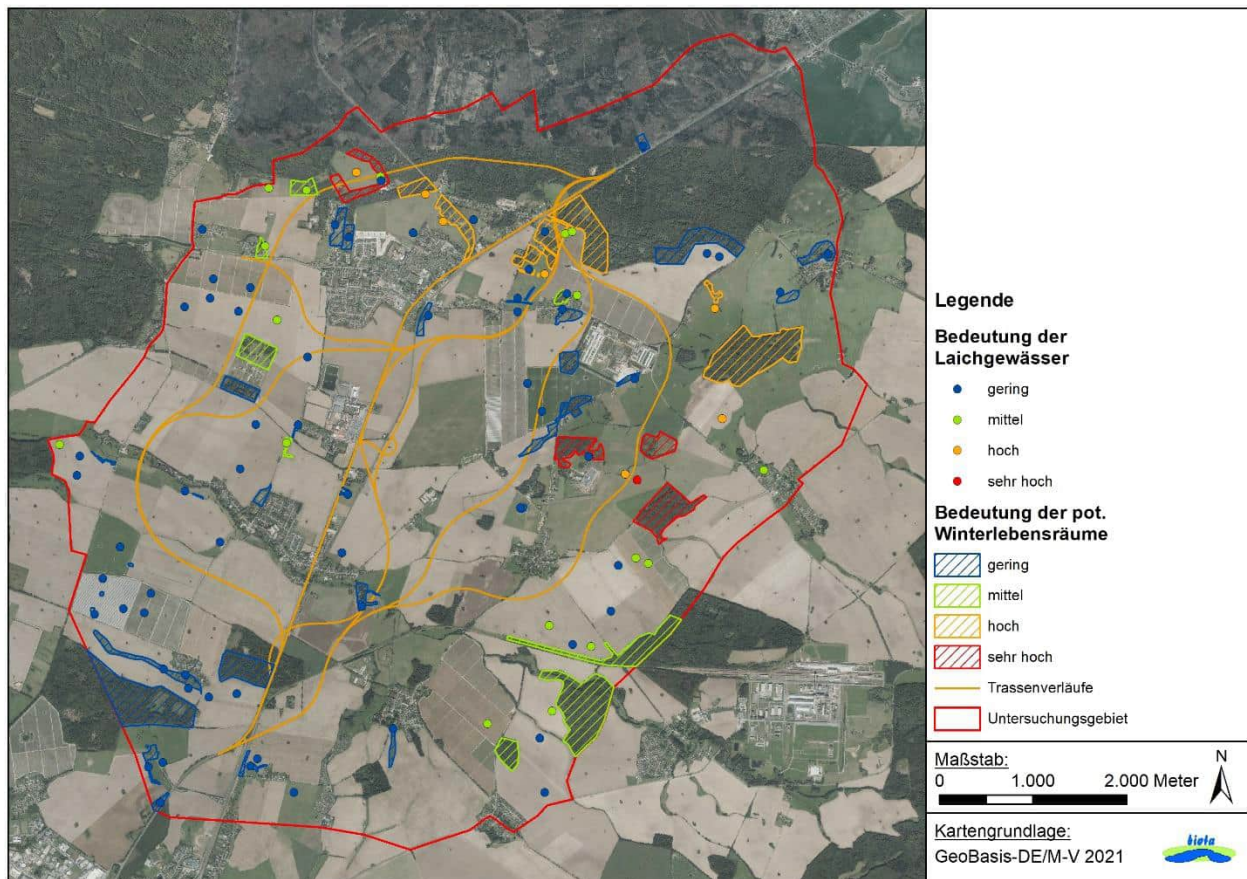 Legende
Bedeutung der
Laichgewässer
gering
mittel
hoch
sehr hoch
Bedeutung der pot.
Winterlebensräume
gering
mittel
hoch
sehr hoch
Trassenverläufe
Untersuchungsgebiet
Maßstab:
0 1.000 2.000 Meter
N
Kartengrundlage:
GeoBasis-DE/M-V 2021
biota